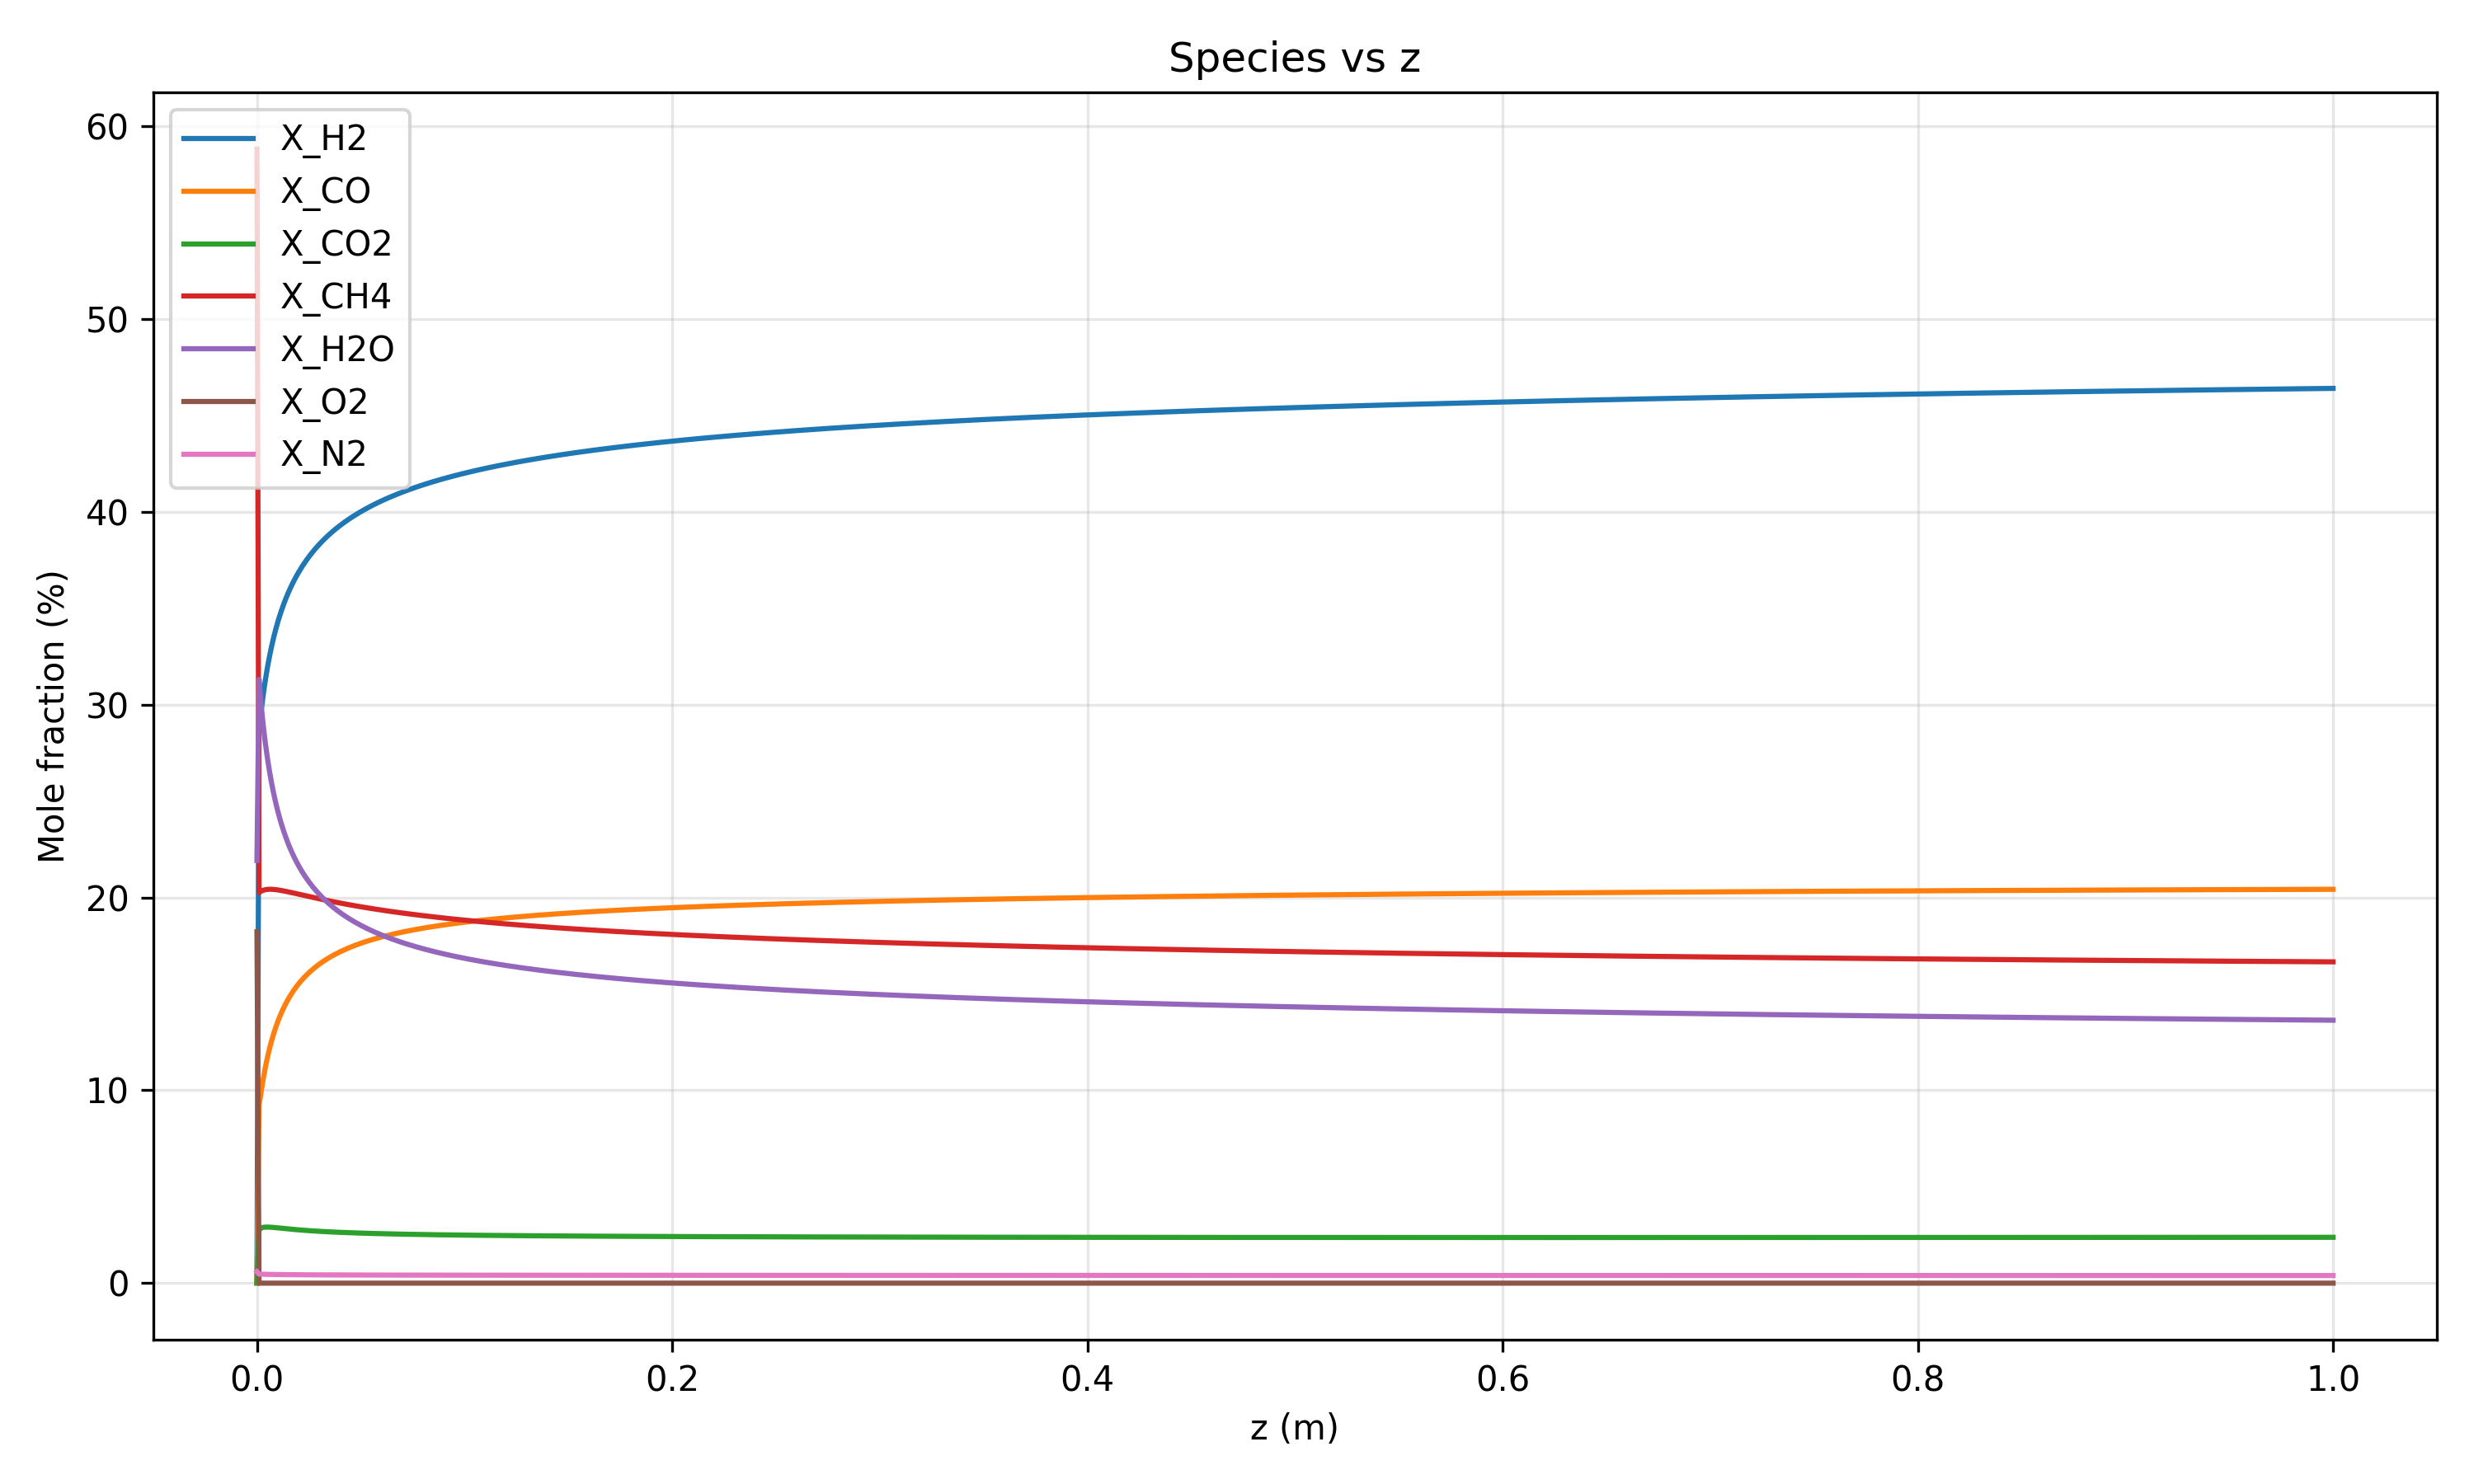 Species vs z
60
50
40
30
20
10
0
Mole fraction (%)
X_H2
X_CO
X_CO2
X_CH4
X_H2O
X_O2
X_N2
0.0 0.2 0.4 0.6 0.8 1.0
z (m)